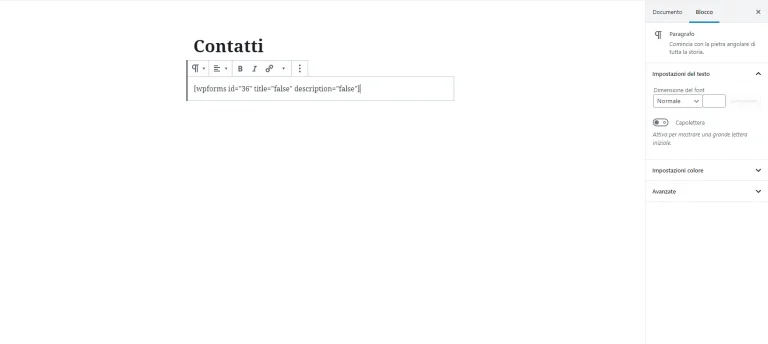 Documento Blocco ×
Contatti
B I
[wpforms id="36" title="false" description="false"]
Paragrafo
Comincia con la pietra angolare di
tutta la storia.
Impostazioni del testo
Dimensione del font
Normale
Capolettera
Attiva per mostrare una grande lettera
iniziale.
Impostazioni colore
Avanzate